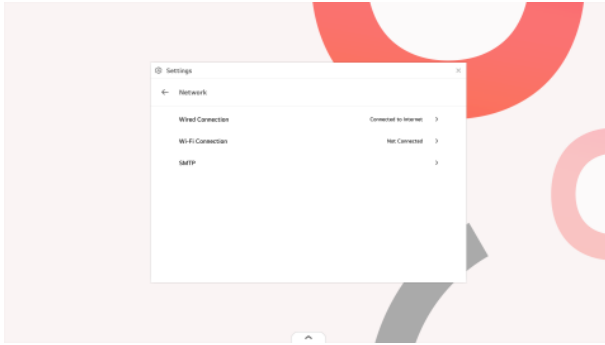 Settings
Network
Wired Connection Connected to Internet
Wi-Fi Connection Not Connected
SMTP